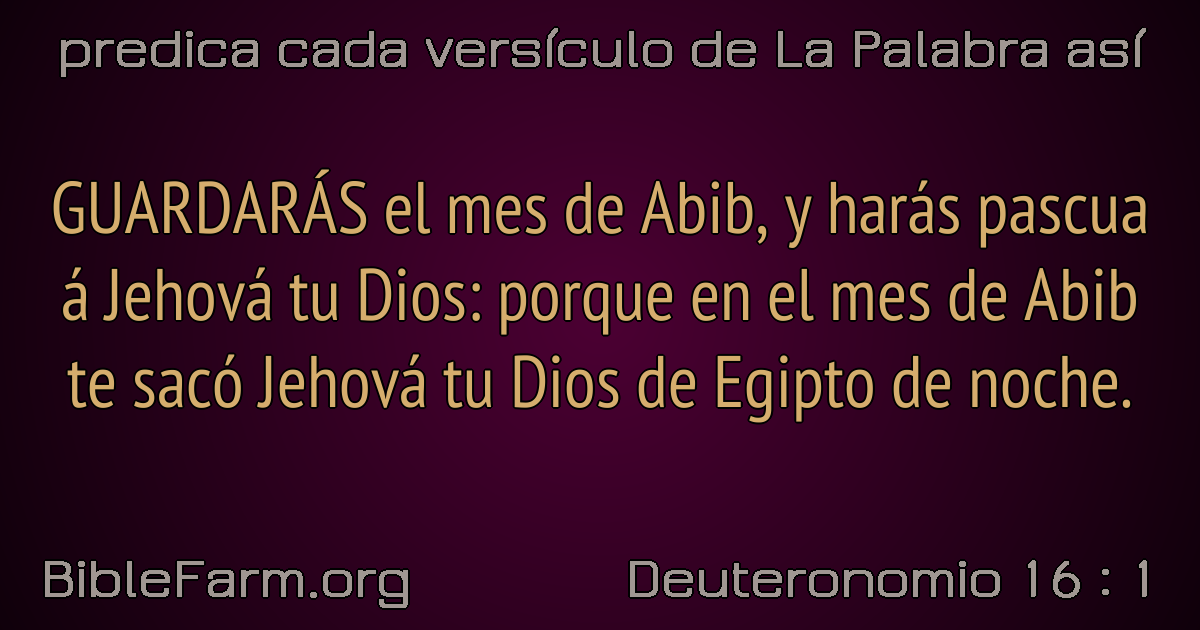 predica cada versículo de La Palabra así
GUARDARÁS el mes de Abib, y harás pascua
á Jehová tu Dios: porque en el mes de Abib
te sacó Jehová tu Dios de Egipto de noche.
BibleFarm.org
Deuteronomio 16 : 1